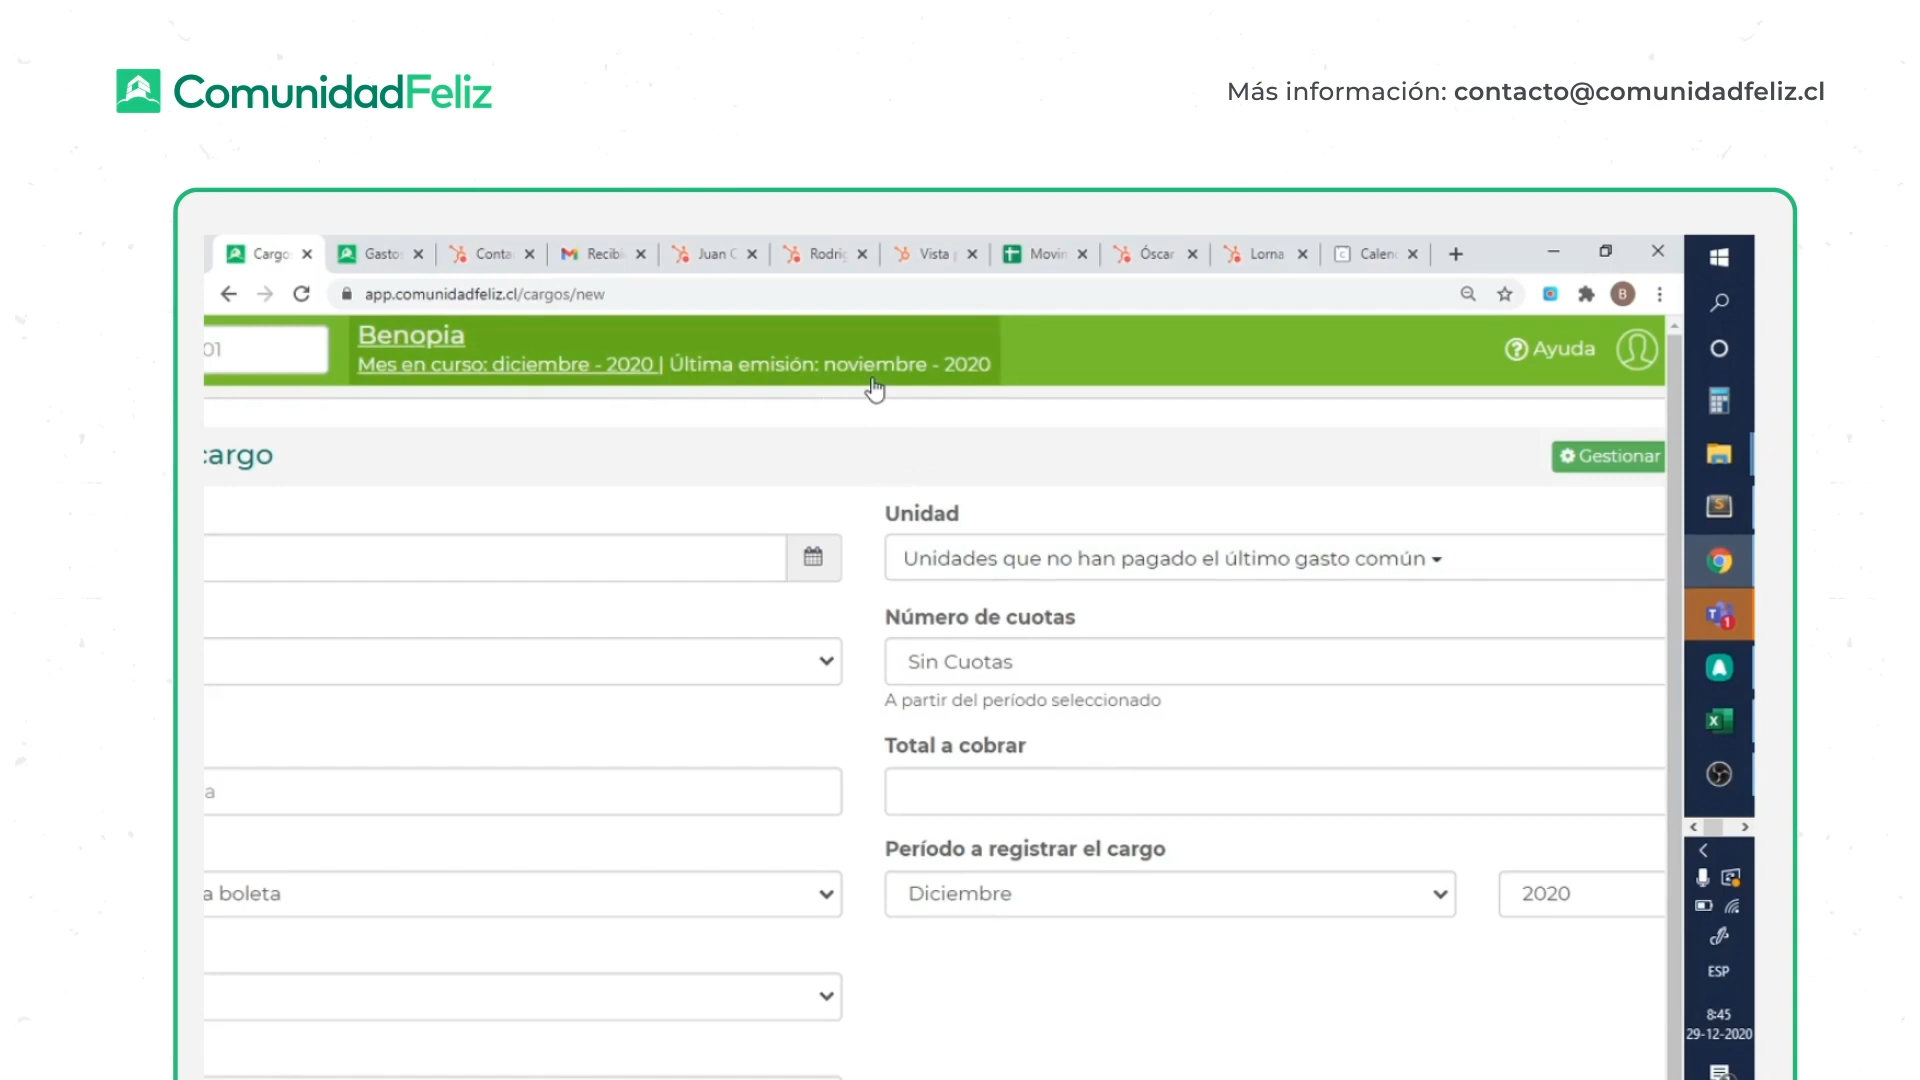 ComunidadFeliz
Más información: contacto@comunidadfeliz.cl
Cargo
Gasto
Conta
Recibi
Juan C
Rodrig
Vista p
Movin
Óscar
Lorna
Calend
app.comunidadfeliz.cl/cargos/new
B
01
Benopia
Mes en curso: diciembre - 2020 | Última emisión: noviembre - 2020
Ayuda
cargo
Gestionar
Unidad
Unidades que no han pagado el último gasto común
Número de cuotas
Sin Cuotas
A partir del período seleccionado
Total a cobrar
a
Período a registrar el cargo
a boleta
Diciembre
2020
ESP
8:45
29-12-2020